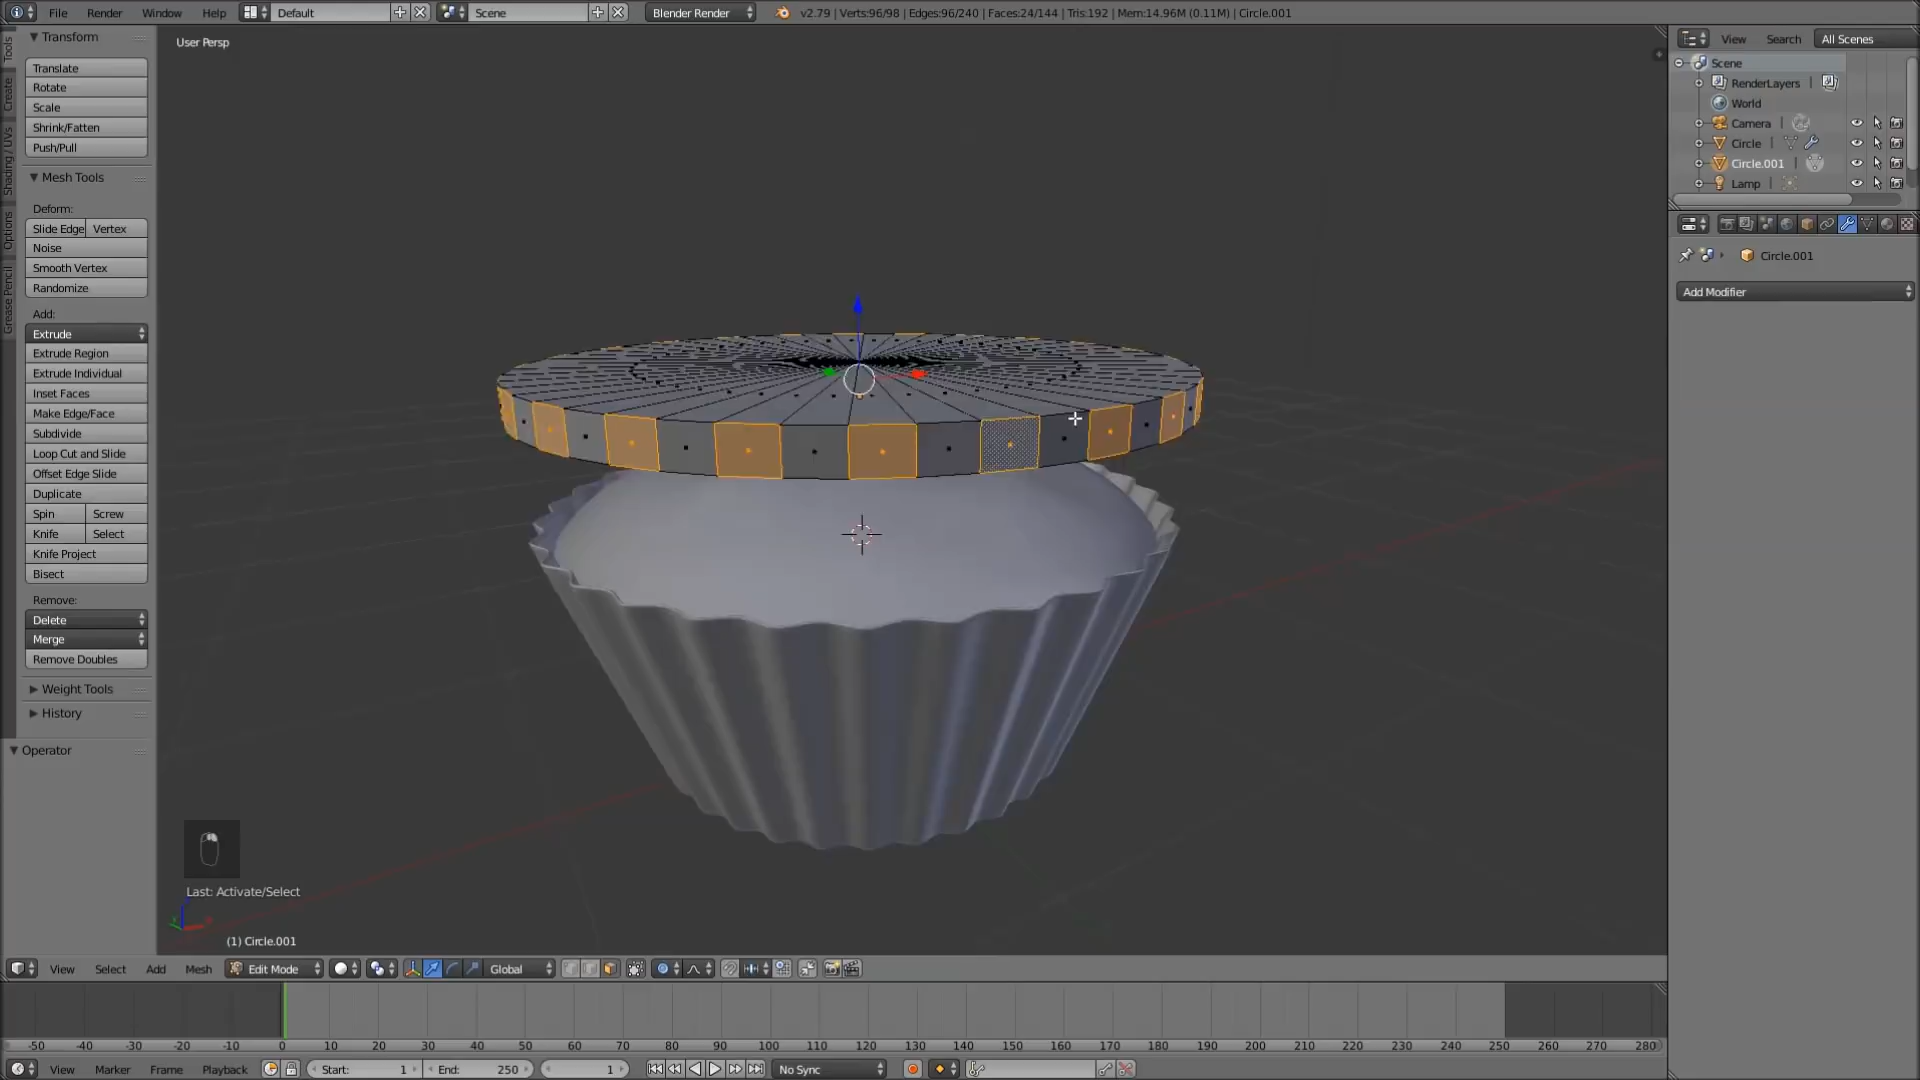 File Render Window Help Default Scene Blender Render v2.79 | Verts:96/98 | Edges:96/240 | Faces:24/144 | Tris:192 | Mem:14.96M (0.11M) | Circle.001
User Persp
Tools
Create
Shading / UVs
Options
Grease Pencil
Transform
Translate
Rotate
Scale
Shrink/Fatten
Push/Pull
Mesh Tools
Deform:
Slide Edge Vertex
Noise
Smooth Vertex
Randomize
Add:
Extrude
Extrude Region
Extrude Individual
Inset Faces
Make Edge/Face
Subdivide
Loop Cut and Slide
Offset Edge Slide
Duplicate
Spin Screw
Knife Select
Knife Project
Bisect
Remove:
Delete
Merge
Remove Doubles
Weight Tools
History
Operator
Last: Activate/Select
(1) Circle.001
View Search All Scenes
Scene
RenderLayers
World
Camera
Circle
Circle.001
Lamp
Circle.001
Add Modifier
View Select Add Mesh Edit Mode Global
-50 -40 -30 -20 -10 0 10 20 30 40 50 60 70 80 90 100 110 120 130 140 150 160 170 180 190 200 210 220 230 240 250 260 270 280
View Marker Frame Playback Start: 1 End: 250 1 No Sync